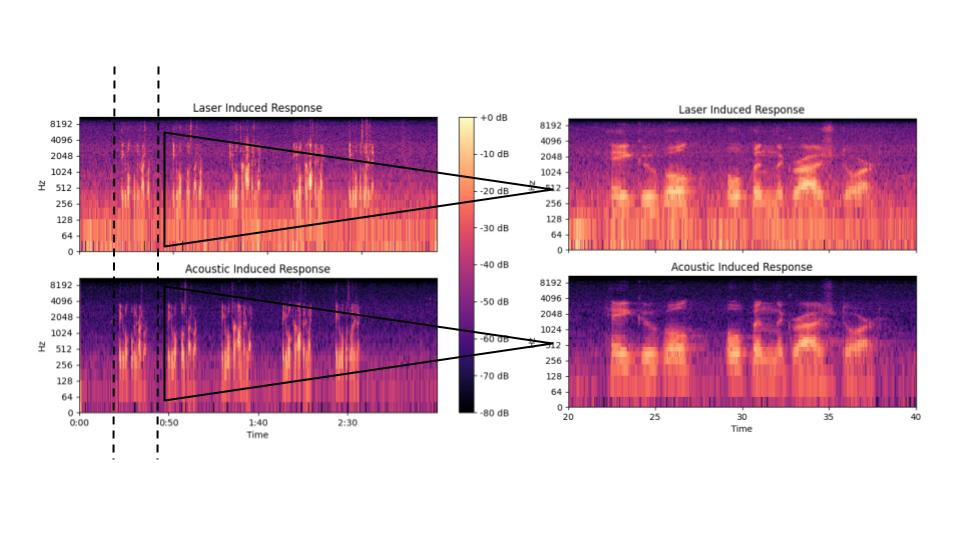 Laser Induced Response
8192
4096
2048
1024
512
256
128
64
0
Hz
Acoustic Induced Response
8192
4096
2048
1024
512
256
128
64
0
Hz
0:00
0:50
1:40
2:30
Time
+0 dB
-10 dB
-20 dB
-30 dB
-40 dB
-50 dB
-60 dB
-70 dB
-80 dB
Laser Induced Response
8192
4096
2048
1024
512
256
128
64
0
Hz
Acoustic Induced Response
8192
4096
2048
1024
512
256
128
64
0
Hz
20
25
30
35
40
Time